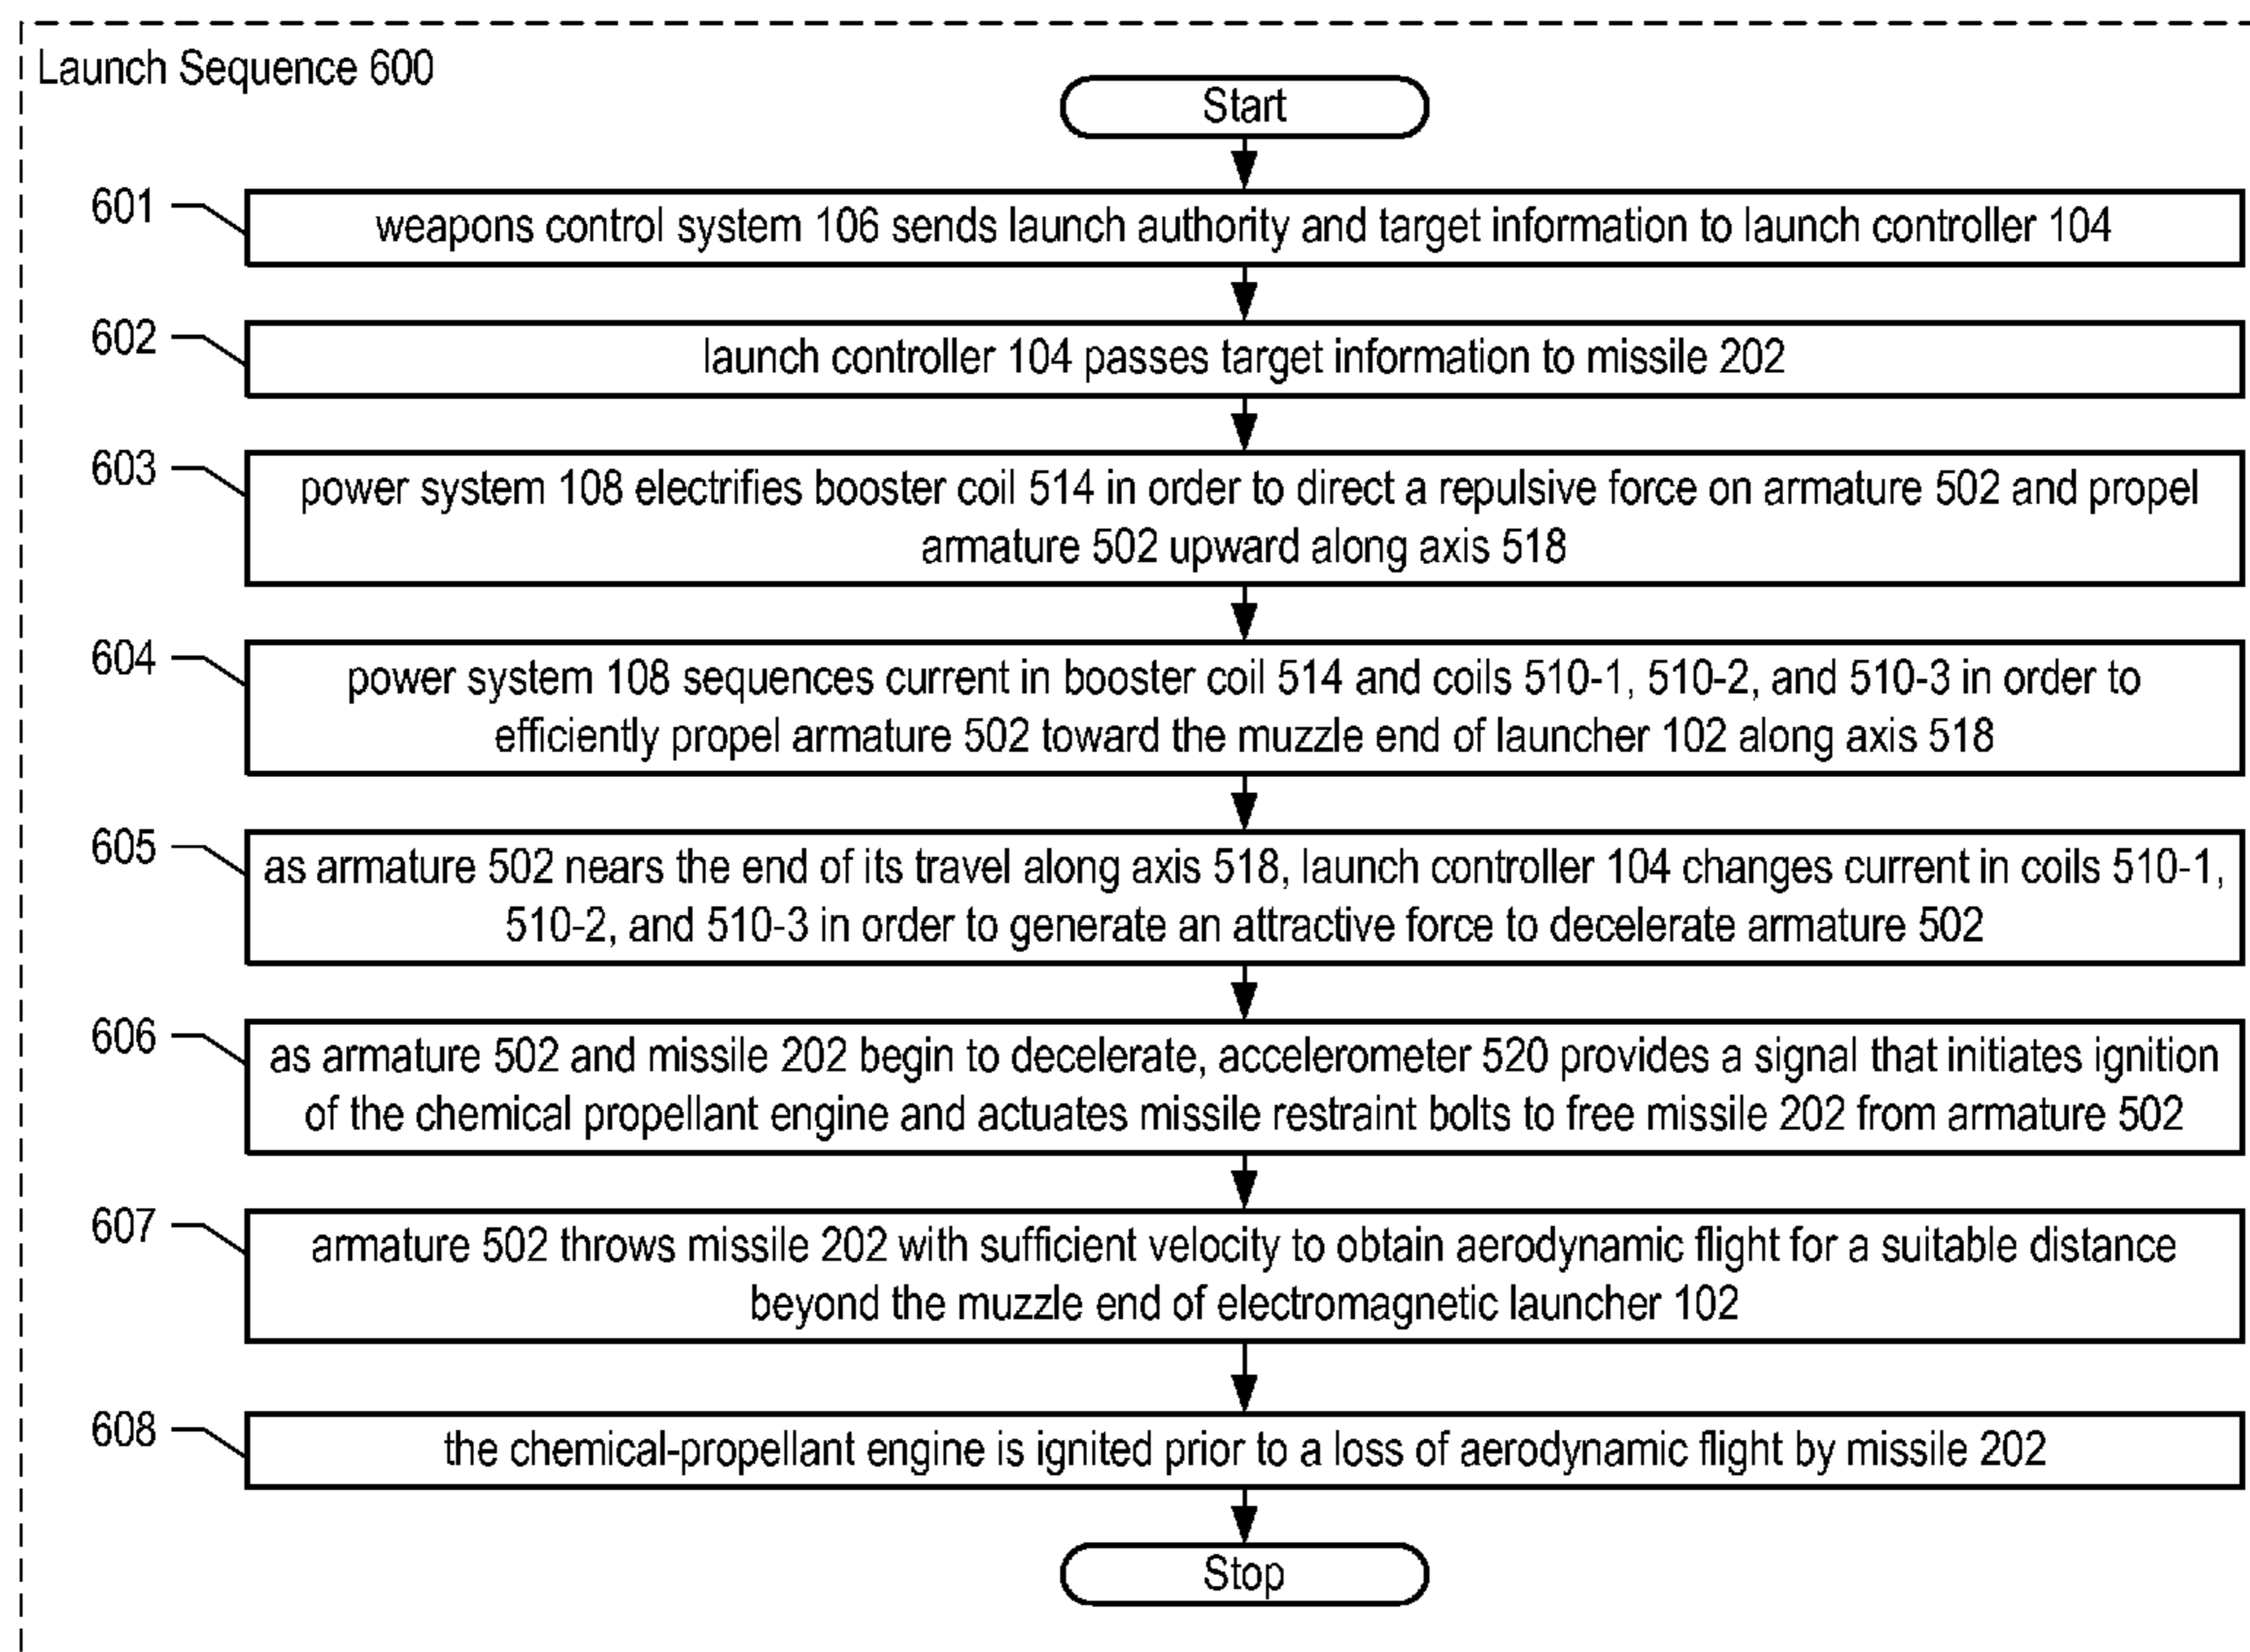 Launch Sequence 600
Start
601
weapons control system 106 sends launch authority and target information to launch controller 104
602
launch controller 104 passes target information to missile 202
603
power system 108 electrifies booster coil 514 in order to direct a repulsive force on armature 502 and propel
armature 502 upward along axis 518
604
power system 108 sequences current in booster coil 514 and coils 510-1, 510-2, and 510-3 in order to
efficiently propel armature 502 toward the muzzle end of launcher 102 along axis 518
605
as armature 502 nears the end of its travel along axis 518, launch controller 104 changes current in coils 510-1,
510-2, and 510-3 in order to generate an attractive force to decelerate armature 502
606
as armature 502 and missile 202 begin to decelerate, accelerometer 520 provides a signal that initiates ignition
of the chemical propellant engine and actuates missile restraint bolts to free missile 202 from armature 502
607
armature 502 throws missile 202 with sufficient velocity to obtain aerodynamic flight for a suitable distance
beyond the muzzle end of electromagnetic launcher 102
608
the chemical-propellant engine is ignited prior to a loss of aerodynamic flight by missile 202
Stop